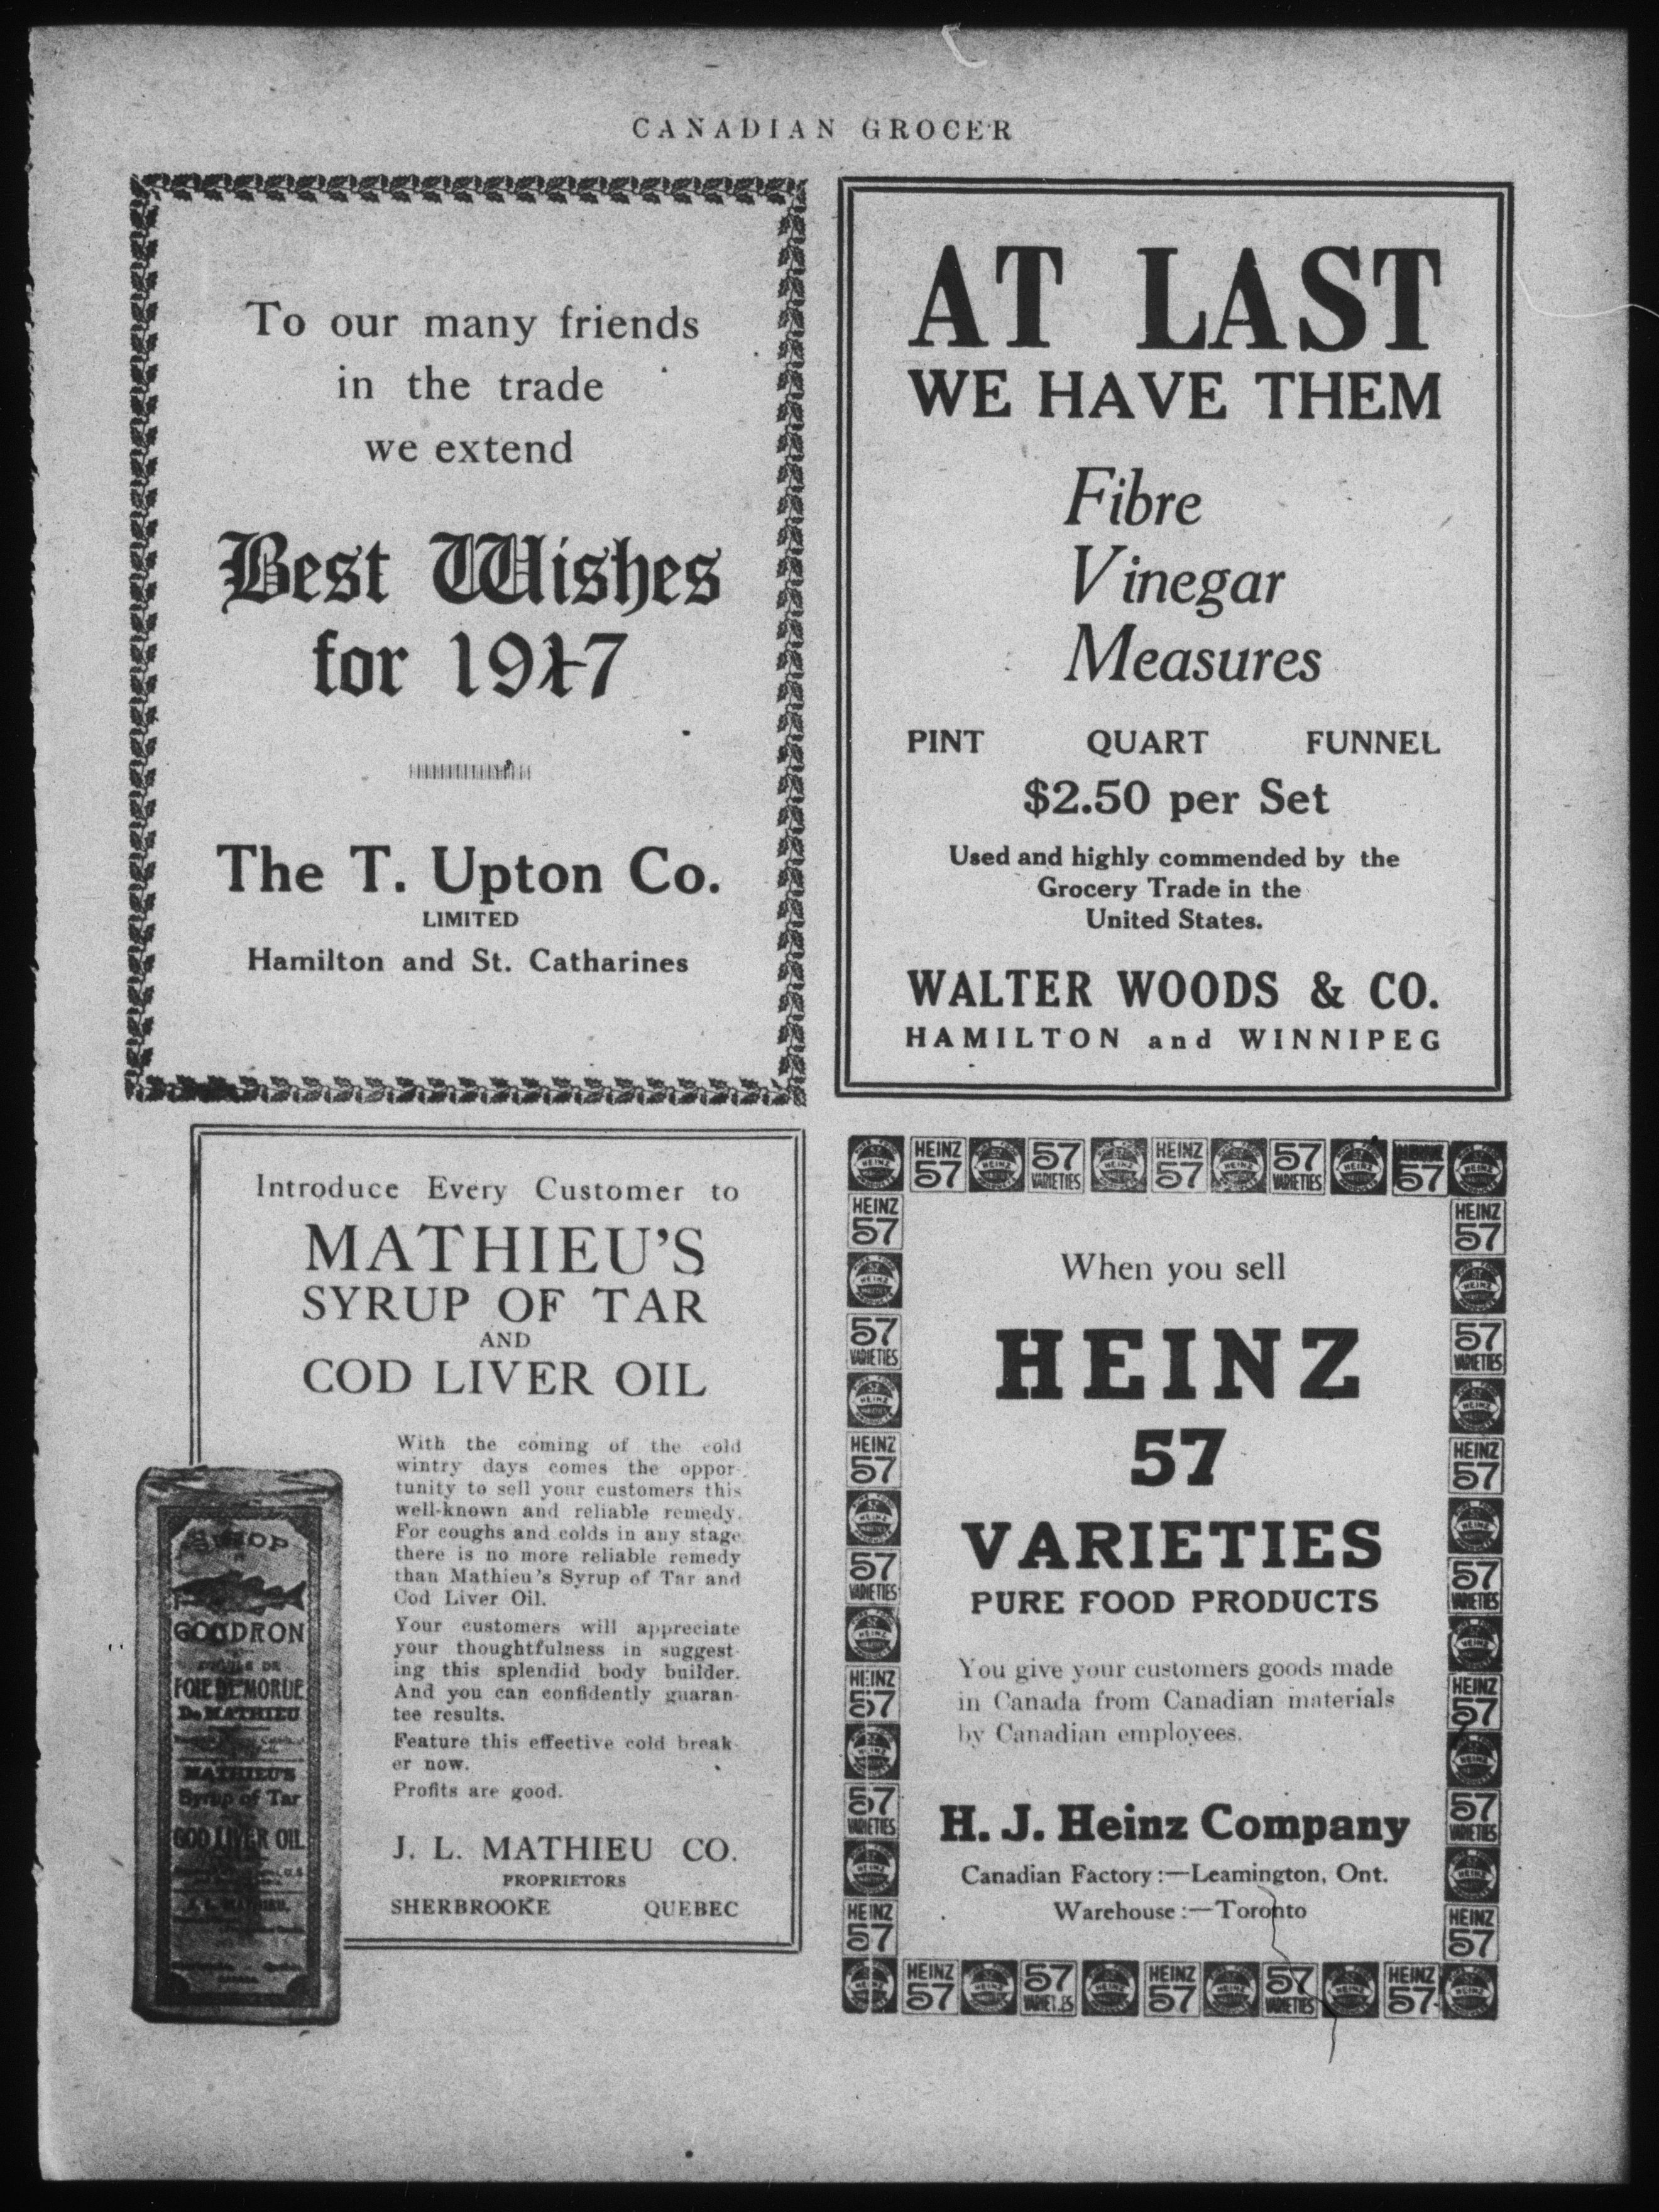 CANADIAN GROCER
To our many friends
in the trade
we extend
Best Wishes
for 1917
The T. Upton Co.
LIMITED
Hamilton and St. Catharines
AT LAST
WE HAVE THEM
Fibre
Vinegar
Measures
PINT QUART FUNNEL
$2.50 per Set
Used and highly commended by the
Grocery Trade in the
United States.
WALTER WOODS & CO.
HAMILTON and WINNIPEG
Introduce Every Customer to
MATHIEU'S
SYRUP OF TAR
AND
COD LIVER OIL
With the coming of the cold
wintry days comes the oppor-
tunity to sell your customers this
well-known and reliable remedy.
For coughs and colds in any stage
there is no more reliable remedy
than Mathieu's Syrup of Tar and
Cod Liver Oil.
Your customers will appreciate
your thoughtfulness in suggest-
ing this splendid body builder.
And you can confidently guaran-
tee results.
Feature this effective cold break-
er now.
Profits are good.
J. L. MATHIEU CO.
PROPRIETORS
SHERBROOKE QUEBEC
SIROP
GOUDRON
FOIE DE MORUE
De MATHIEU
MATHIEU'S
Syrup of Tar
COD LIVER OIL
HEINZ 57
57 VARIETIES
When you sell
HEINZ
57
VARIETIES
PURE FOOD PRODUCTS
You give your customers goods made
in Canada from Canadian materials
by Canadian employees.
H. J. Heinz Company
Canadian Factory:—Leamington, Ont.
Warehouse:—Toronto